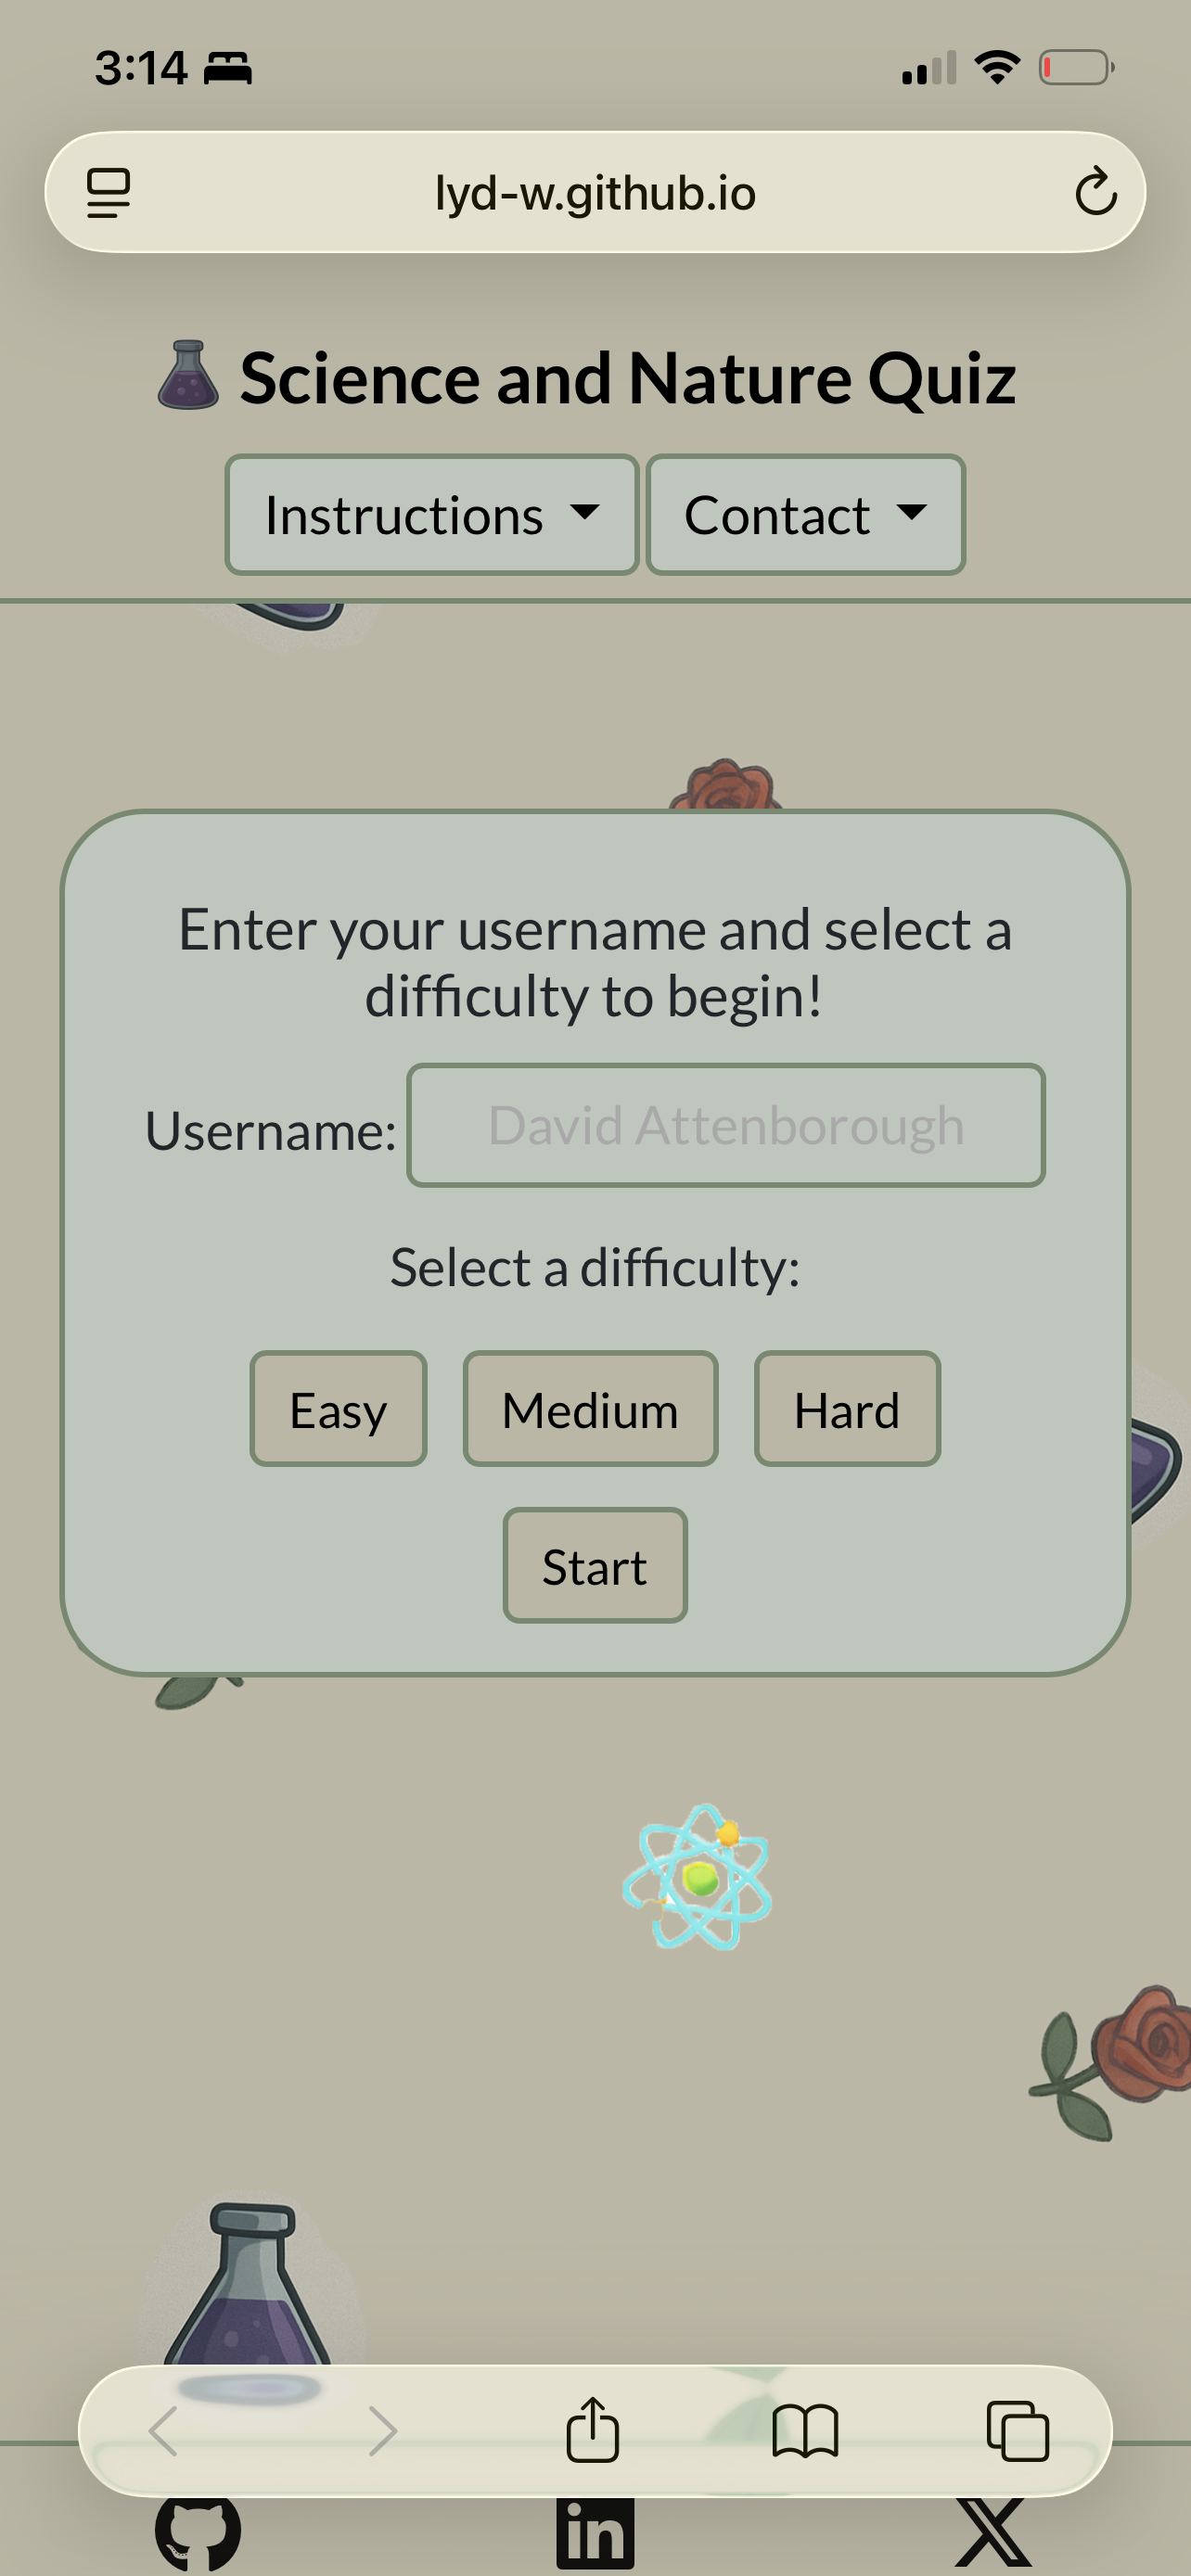 3:14
lyd-w.github.io
Science and Nature Quiz
Instructions
Contact
Enter your username and select a
difficulty to begin!
Username:
David Attenborough
Select a difficulty:
Easy
Medium
Hard
Start
in
X